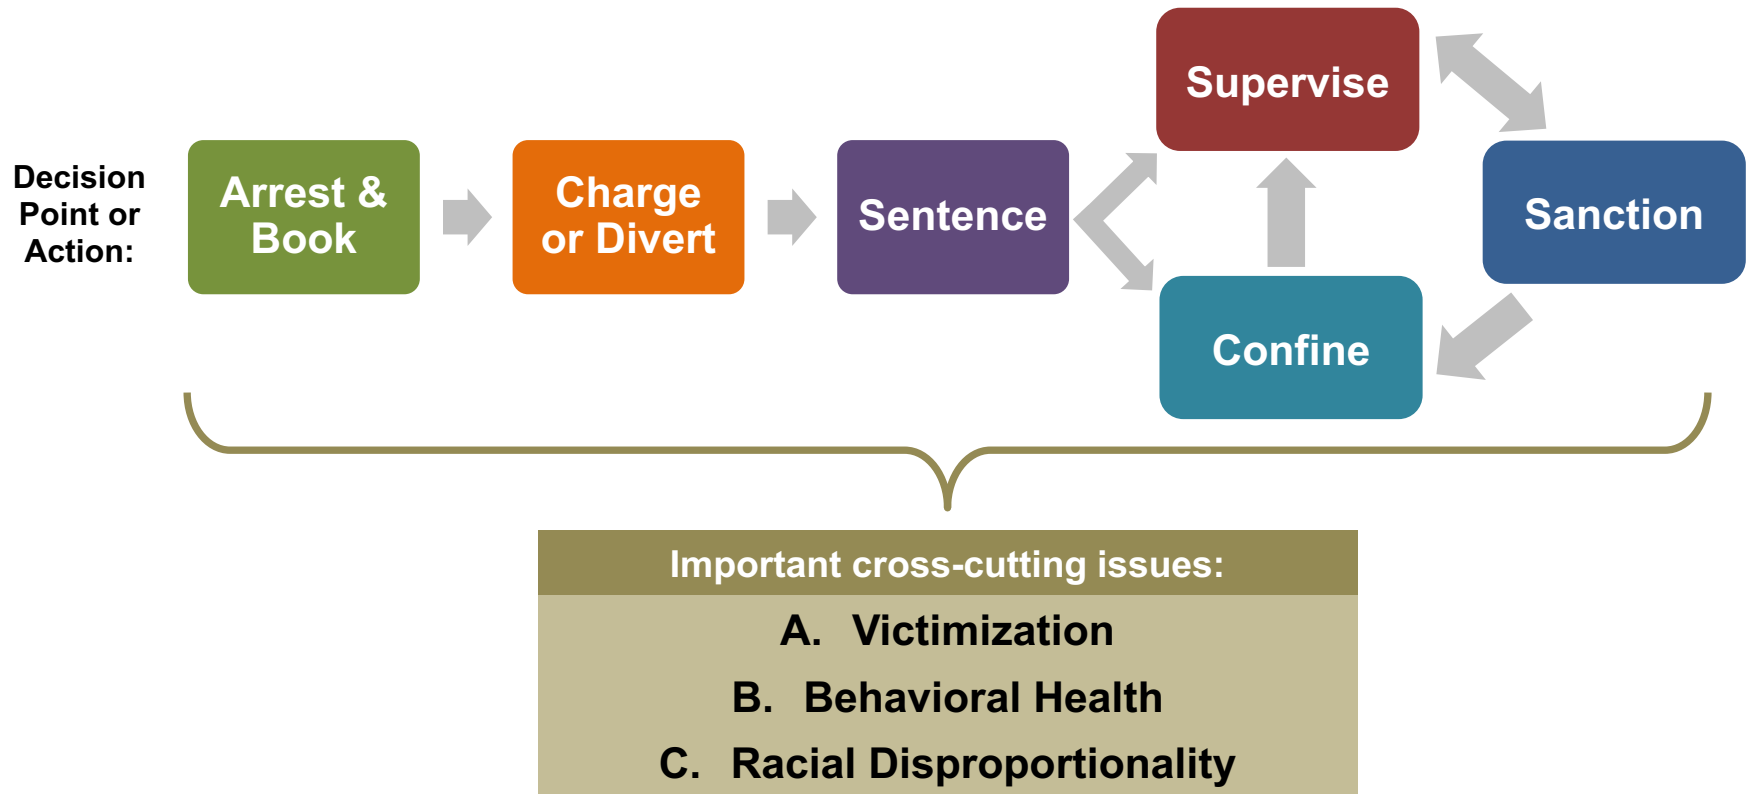 Decision
Point or
Action:
Arrest &
Book
Charge
or Divert
Sentence
Supervise
Confine
Sanction
Important cross-cutting issues:
A. Victimization
B. Behavioral Health
C. Racial Disproportionality